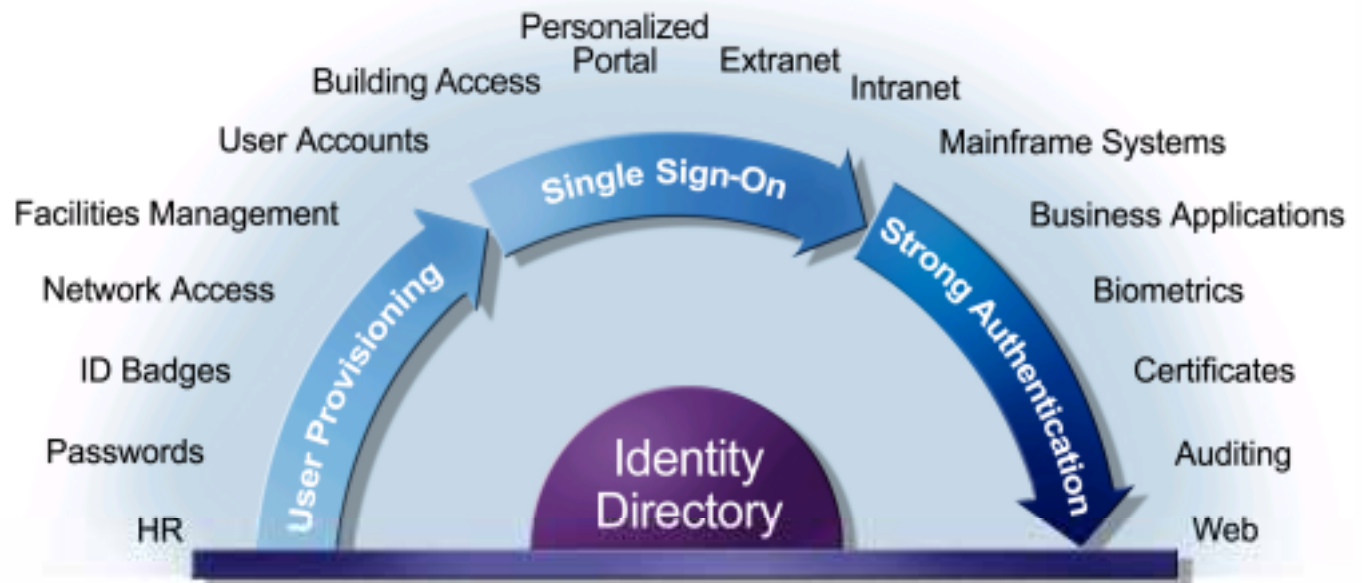 Personalized
Portal
Extranet
Building Access
Intranet
User Accounts
Mainframe Systems
Single Sign-On
Facilities Management
Business Applications
Strong Authentication
Network Access
Biometrics
User Provisioning
ID Badges
Certificates
Passwords
Auditing
Identity
Directory
HR
Web